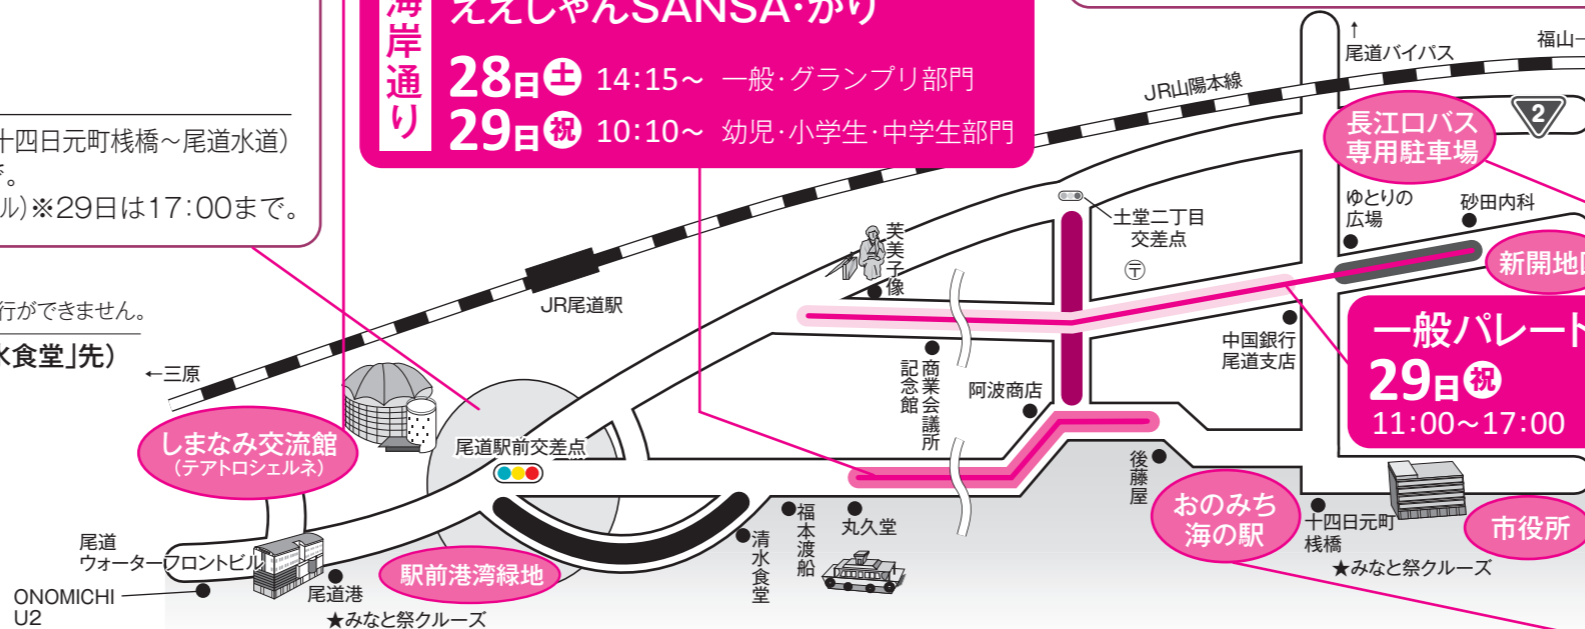 海岸通り
ええじゃんSANSA・がり
28日土 14:15～ 一般・グランプリ部門
29日祝 10:10～ 幼児・小学生・中学生部門
十四日元町桟橋～尾道水道）
で。
ル）※29日は17:00まで。
行ができません。
水食堂」先）
←三原
JR尾道駅
JR山陽本線
↑
尾道バイパス
福山
2
長江口バス
専用駐車場
ゆとりの
広場
砂田内科
新開地区
土堂二丁目
交差点
〒
芙美子像
中国銀行
尾道支店
一般パレード
29日祝
11:00～17:00
商業会議所
記念館
阿波商店
しまなみ交流館
（テアトロシェルネ）
尾道駅前交差点
後藤屋
おのみち
海の駅
十四日元町
桟橋
★みなと祭クルーズ
市役所
福本渡船
丸久堂
清水食堂
駅前港湾緑地
尾道
ウォーターフロントビル
尾道港
★みなと祭クルーズ
ONOMICHI
U2